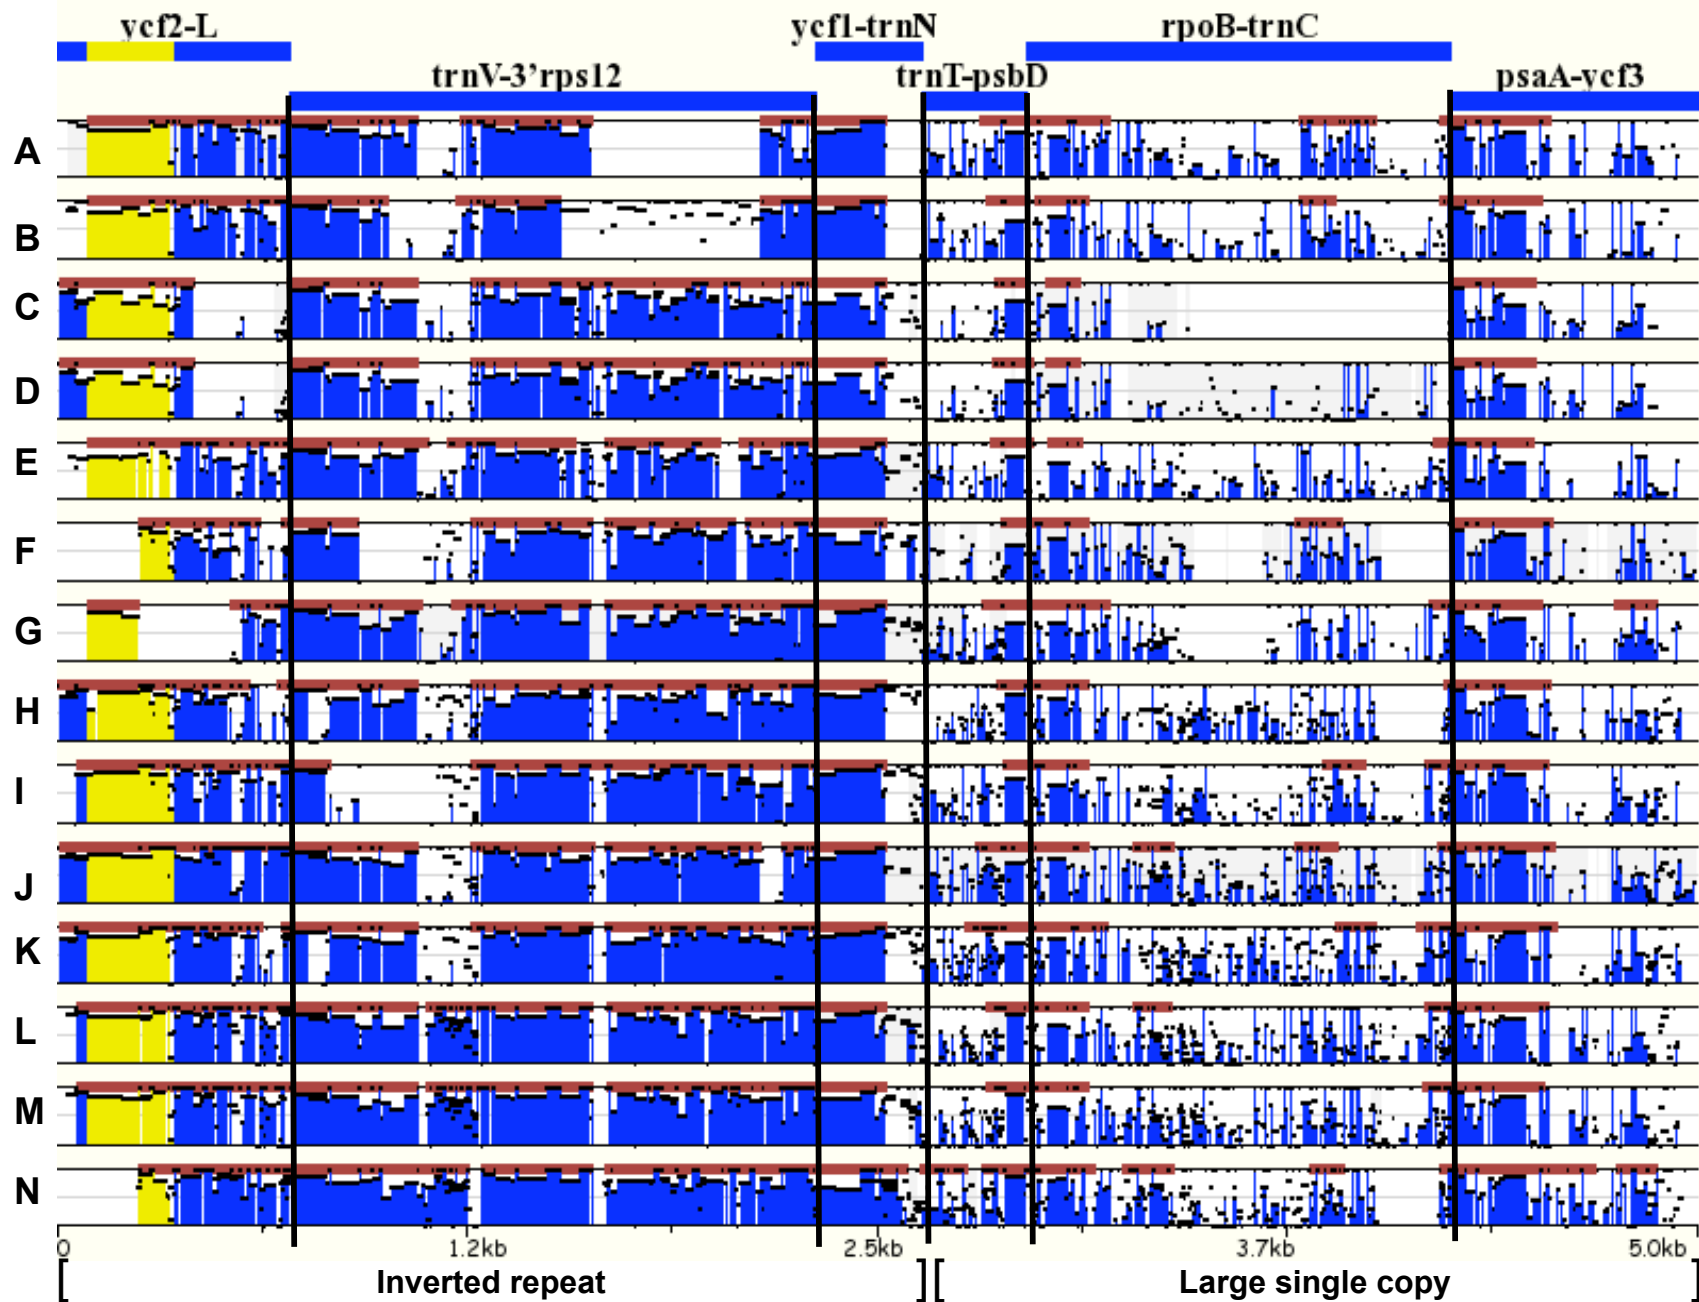 ycf2-L ycf1-trnN rpoB-trnC
trnV-3’rps12 trnT-psbD psaA-ycf3
A
B
C
D
E
F
G
H
I
J
K
L
M
N
0 1.2kb 2.5kb 3.7kb 5.0kb
[ Inverted repeat ] [ Large single copy ]